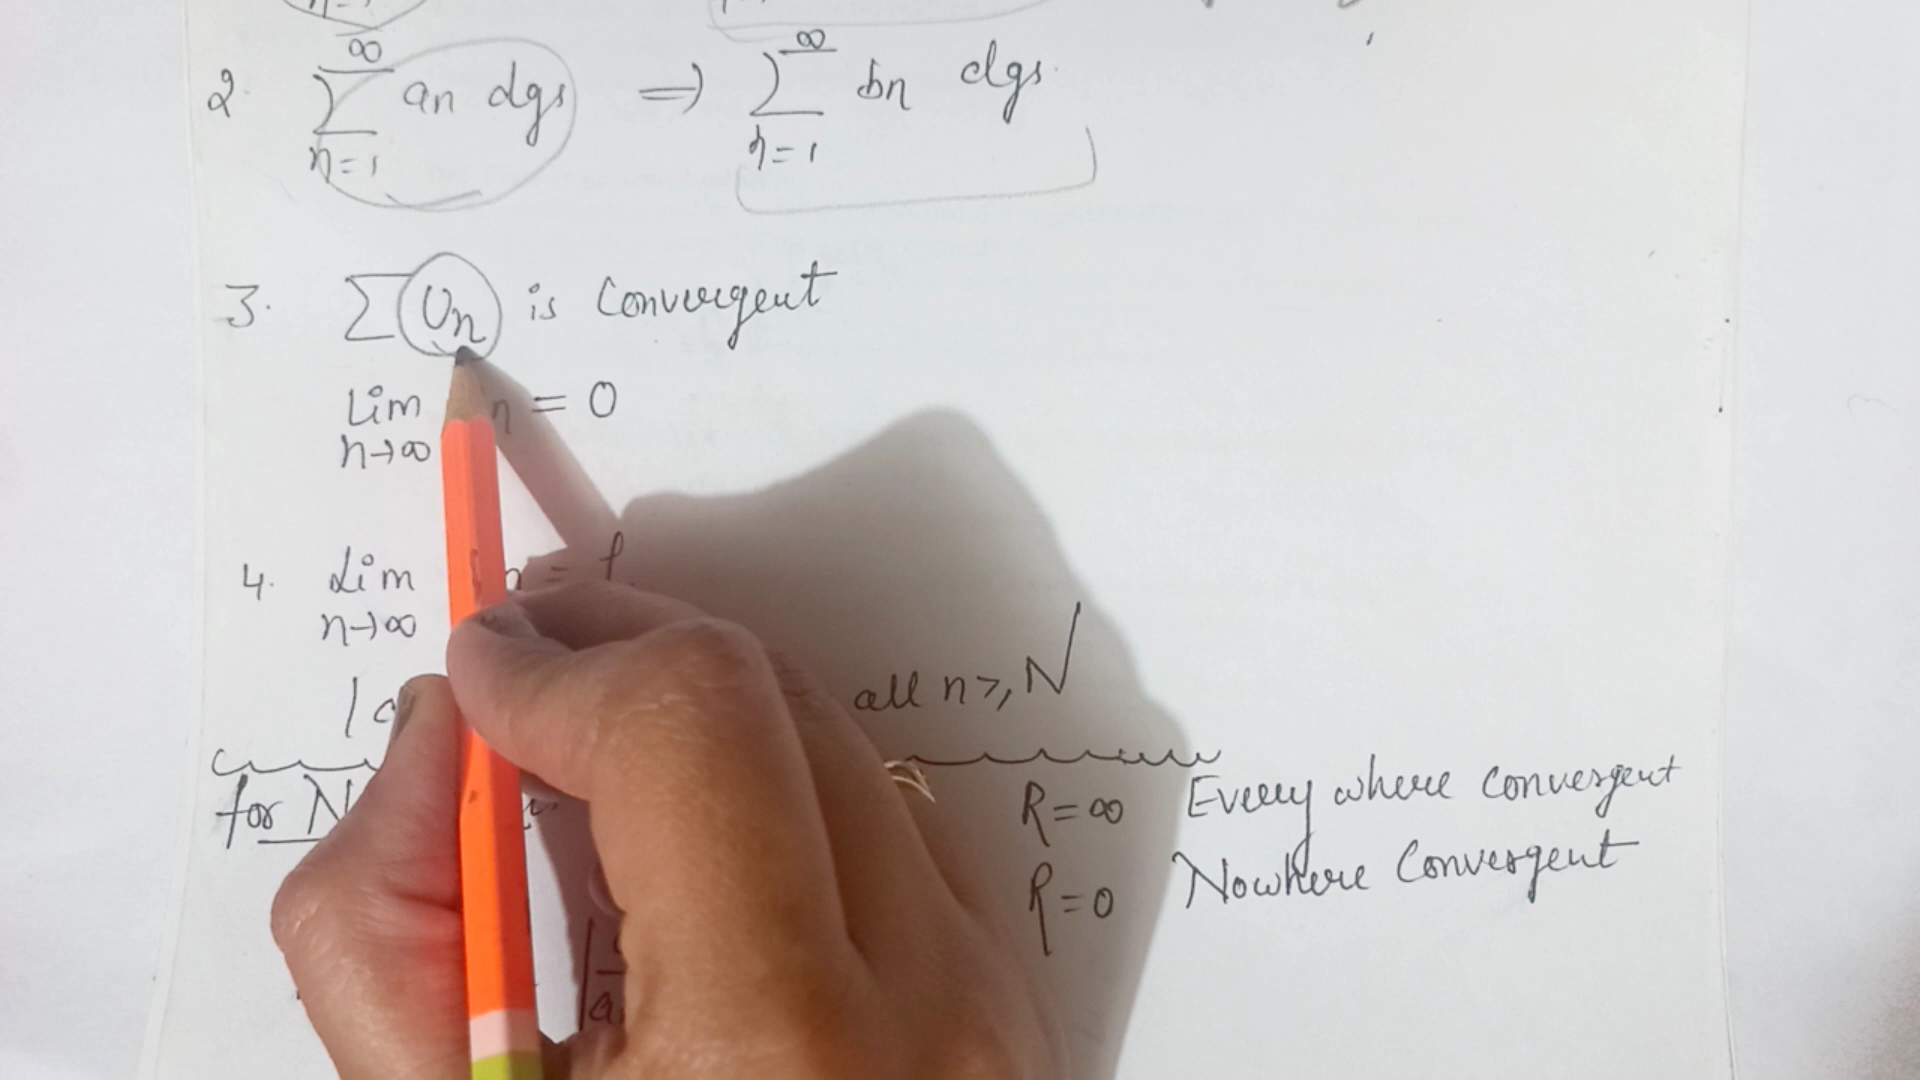 2. ∞∑n=1 an dgs ⇒ ∞∑n=1 bn dgs.
3. ∑Un is Convergent
Lim n→∞ n = 0
4. Lim n→∞ n = l
all n ≥ N
for N
R = ∞ Every where convergent
R = 0 Nowhere Convergent